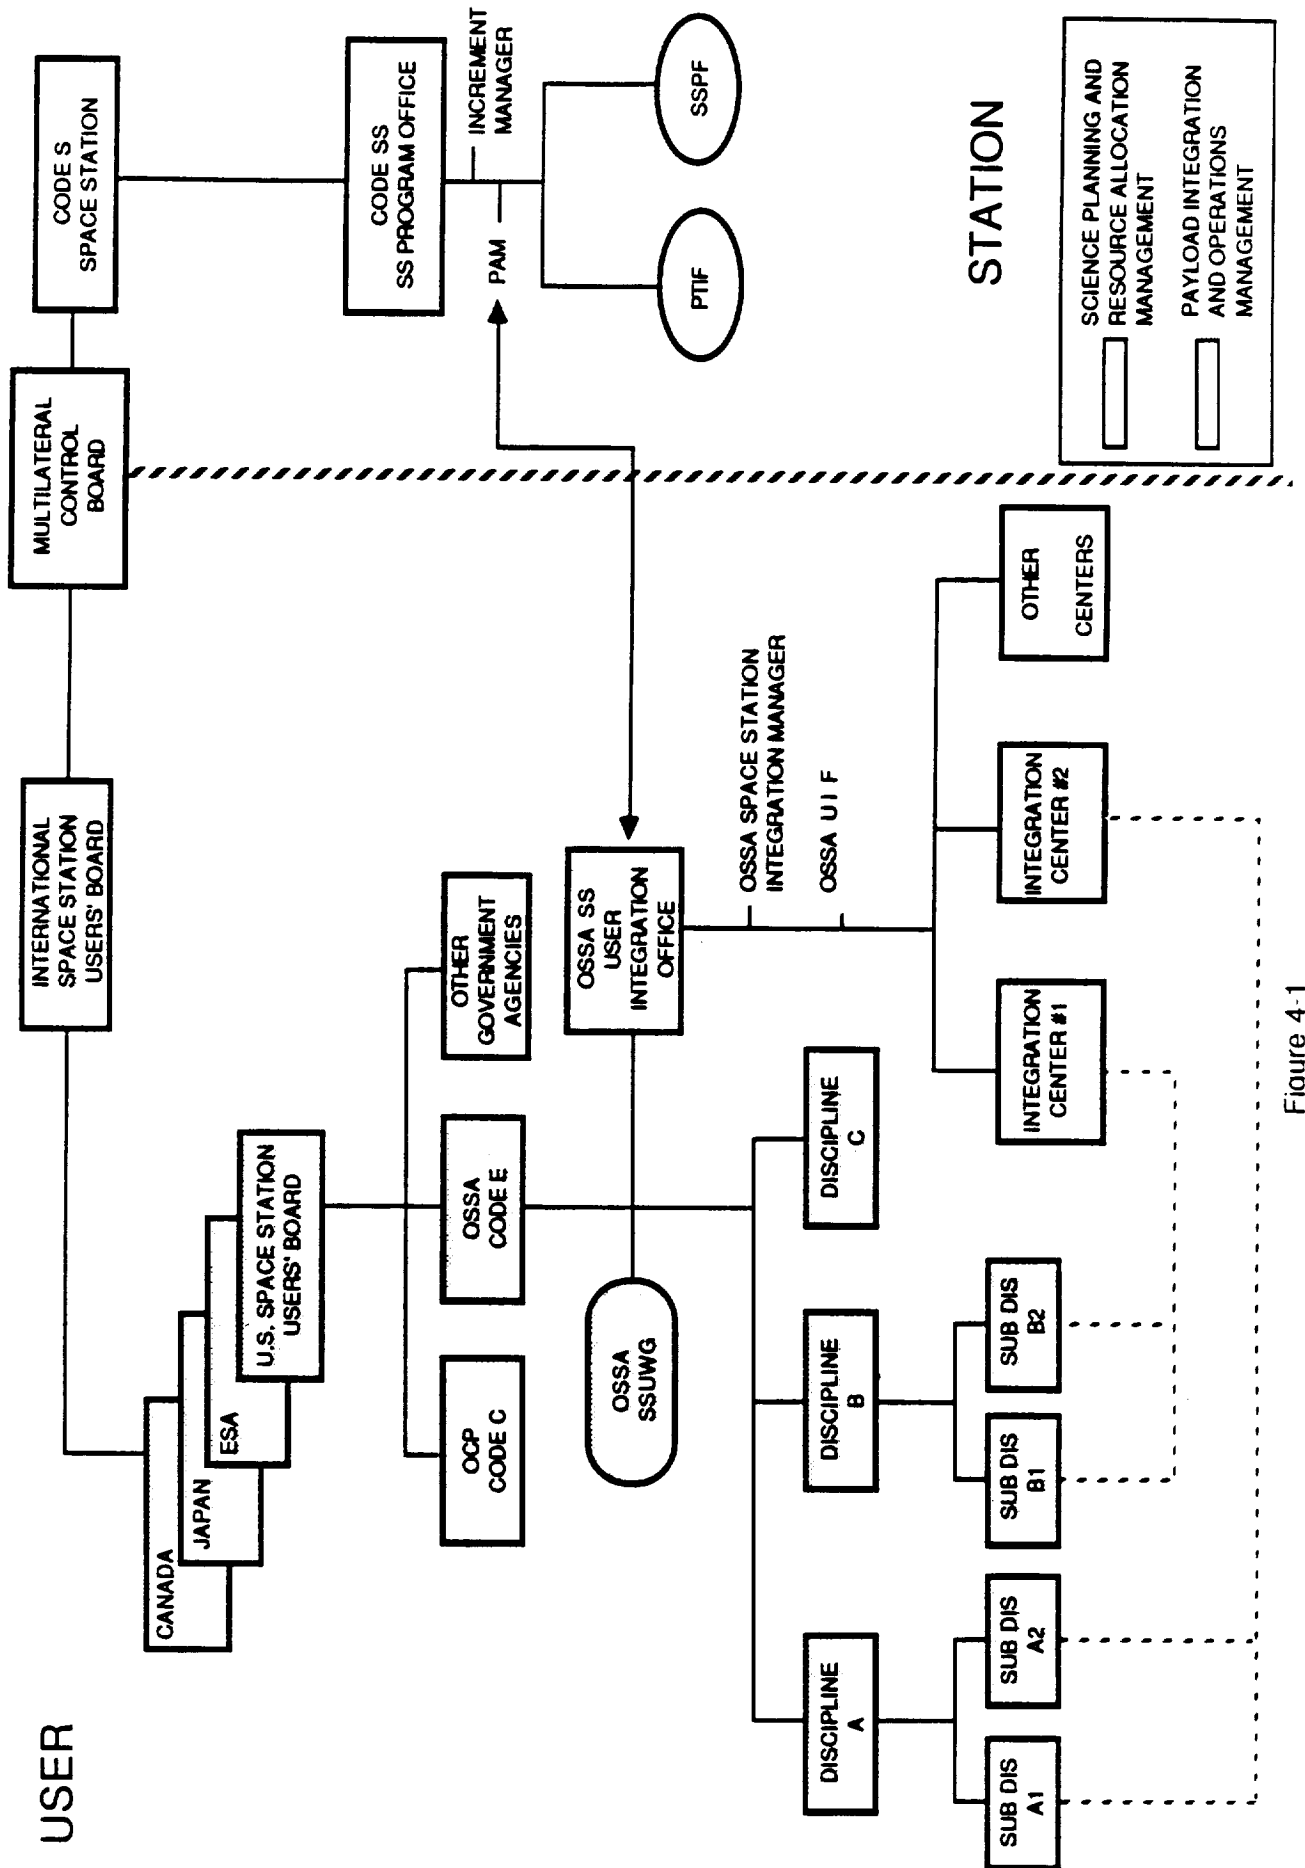 USER
CODE S
SPACE STATION
MULTILATERAL
CONTROL
BOARD
INTERNATIONAL
SPACE STATION
USERS' BOARD
CANADA
JAPAN
ESA
U.S. SPACE STATION
USERS' BOARD
CODE SS
SS PROGRAM OFFICE
INCREMENT
MANAGER
PAM
PTIF
SSPF
OCP
CODE C
OSSA
CODE E
OTHER
GOVERNMENT
AGENCIES
OSSA
SSUWG
OSSA SS
USER
INTEGRATION
OFFICE
OSSA SPACE STATION
INTEGRATION MANAGER
OSSA U I F
DISCIPLINE
A
DISCIPLINE
B
DISCIPLINE
C
SUB DIS
A1
SUB DIS
A2
SUB DIS
B1
SUB DIS
B2
INTEGRATION
CENTER #1
INTEGRATION
CENTER #2
OTHER
CENTERS
STATION
SCIENCE PLANNING AND
RESOURCE ALLOCATION
MANAGEMENT
PAYLOAD INTEGRATION
AND OPERATIONS
MANAGEMENT
Figure 4-1